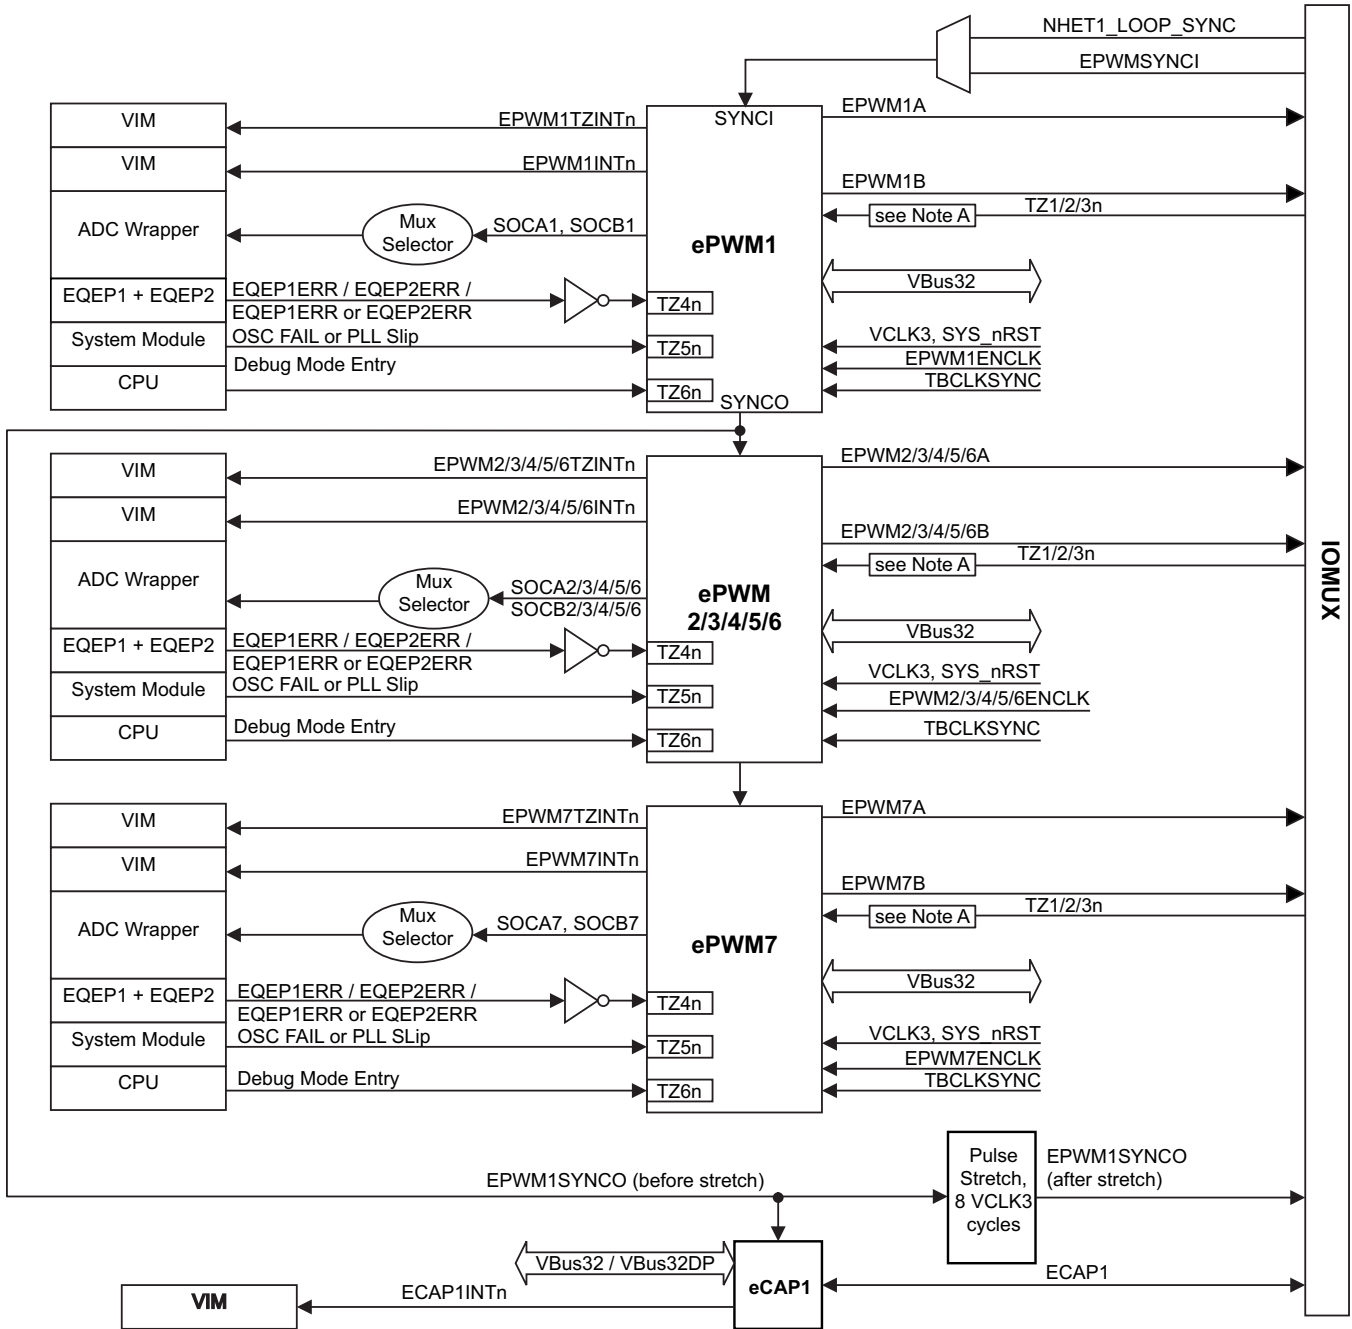 NHET1_LOOP_SYNC
EPWMSYNCI
VIM
EPWM1TZINTn
SYNCI
EPWM1A
VIM
EPWM1INTn
EPWM1B
ADC Wrapper
Mux
Selector
SOCA1, SOCB1
ePWM1
see Note A
TZ1/2/3n
VBus32
EQEP1 + EQEP2
EQEP1ERR / EQEP2ERR /
EQEP1ERR or EQEP2ERR
TZ4n
System Module
OSC FAIL or PLL Slip
TZ5n
VCLK3, SYS_nRST
EPWM1ENCLK
TBCLKSYNC
CPU
Debug Mode Entry
TZ6n
SYNCO
VIM
EPWM2/3/4/5/6TZINTn
EPWM2/3/4/5/6A
VIM
EPWM2/3/4/5/6INTn
EPWM2/3/4/5/6B
ADC Wrapper
Mux
Selector
SOCA2/3/4/5/6
SOCB2/3/4/5/6
ePWM
2/3/4/5/6
see Note A
TZ1/2/3n
VBus32
IOMUX
EQEP1 + EQEP2
EQEP1ERR / EQEP2ERR /
EQEP1ERR or EQEP2ERR
TZ4n
System Module
OSC FAIL or PLL Slip
TZ5n
VCLK3, SYS_nRST
EPWM2/3/4/5/6ENCLK
TBCLKSYNC
CPU
Debug Mode Entry
TZ6n
VIM
EPWM7TZINTn
EPWM7A
VIM
EPWM7INTn
EPWM7B
ADC Wrapper
Mux
Selector
SOCA7, SOCB7
ePWM7
see Note A
TZ1/2/3n
VBus32
EQEP1 + EQEP2
EQEP1ERR / EQEP2ERR /
EQEP1ERR or EQEP2ERR
TZ4n
System Module
OSC FAIL or PLL SLip
TZ5n
VCLK3, SYS_nRST
EPWM7ENCLK
TBCLKSYNC
CPU
Debug Mode Entry
TZ6n
EPWM1SYNCO (before stretch)
Pulse
Stretch,
8 VCLK3
cycles
EPWM1SYNCO
(after stretch)
VBus32 / VBus32DP
eCAP1
ECAP1
VIM
ECAP1INTn